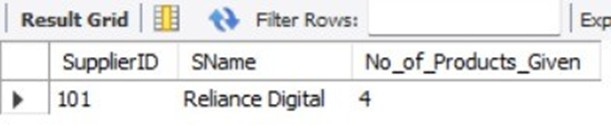 Result Grid Filter Rows: Exp
SupplierID SName No_of_Products_Given
101 Reliance Digital 4